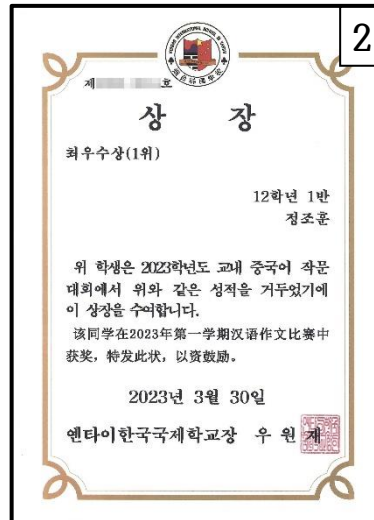 2
제 호
상 장
최우수상(1위)
12학년 1반
정조훈
위 학생은 2023학년도 교내 중국어 작문
대회에서 위와 같은 성적을 거두었기에
이 상장을 수여합니다.
该同学在2023年第一学期汉语作文比赛中
获奖，特发此状，以资鼓励。
2023년 3월 30일
엔타이한국국제학교장 우 원 재